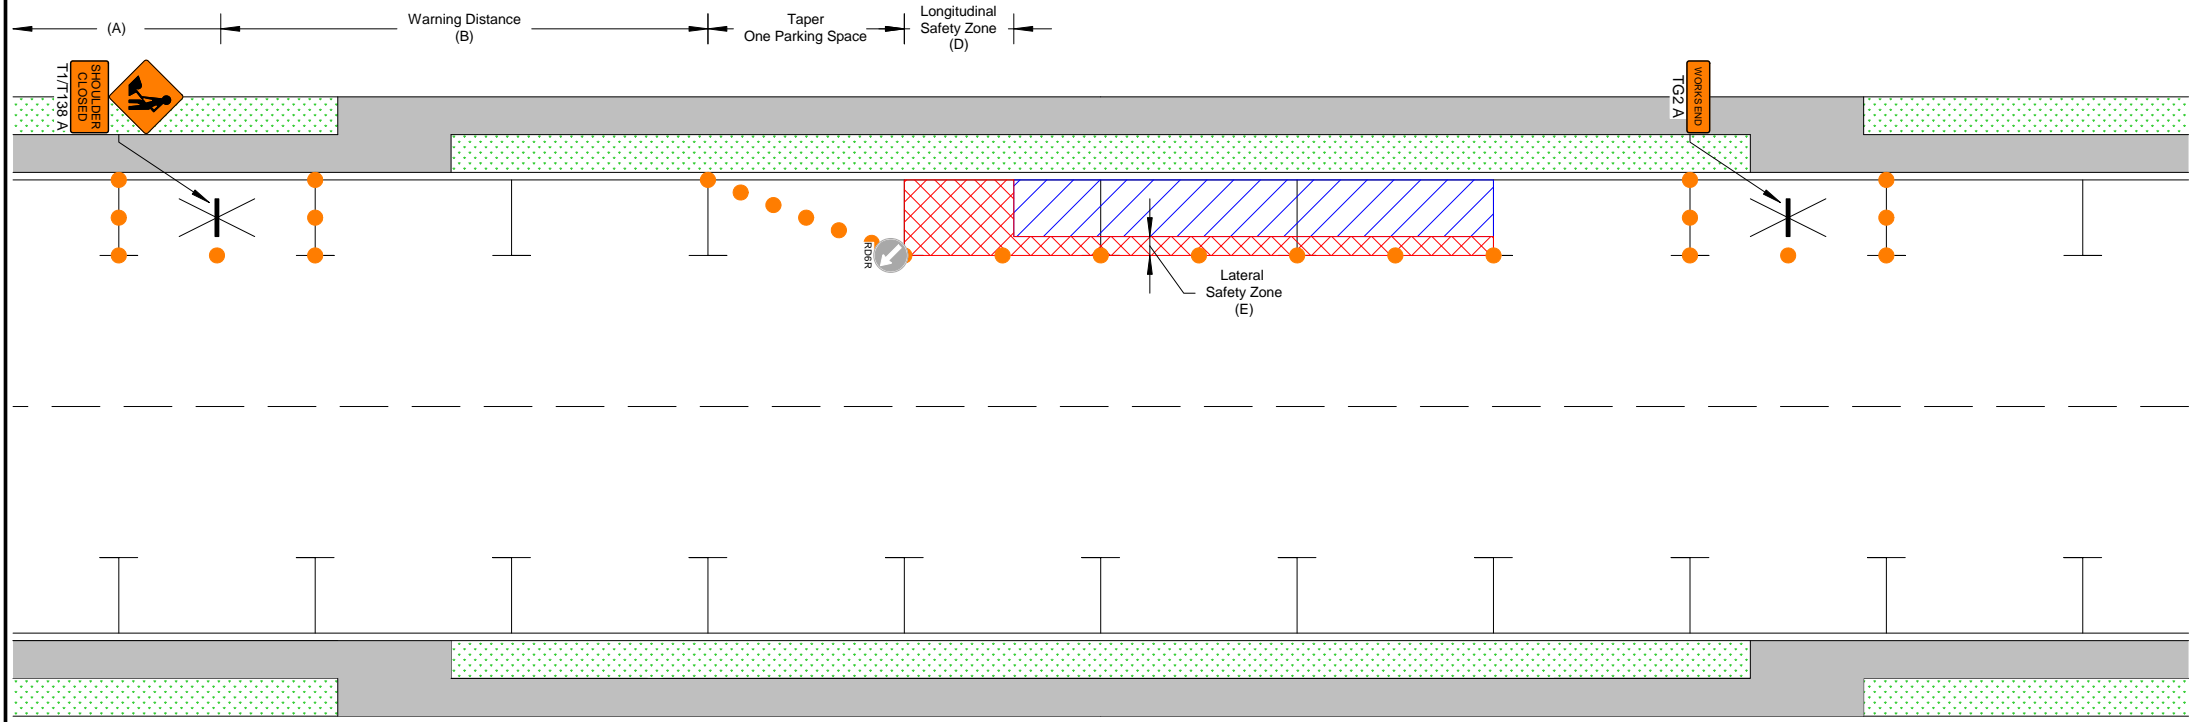 (A)
Warning Distance
(B)
Taper
One Parking Space
Longitudinal
Safety Zone
(D)
SHOULDER
CLOSED
T1/T138 A
WORKS END
TG2 A
RD6R
Lateral
Safety Zone
(E)